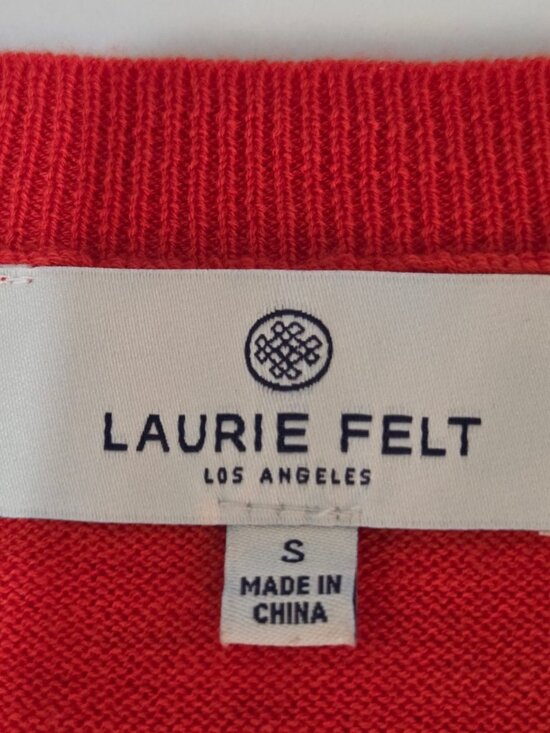 LAURIE FELT
LOS ANGELES
S
MADE IN
CHINA